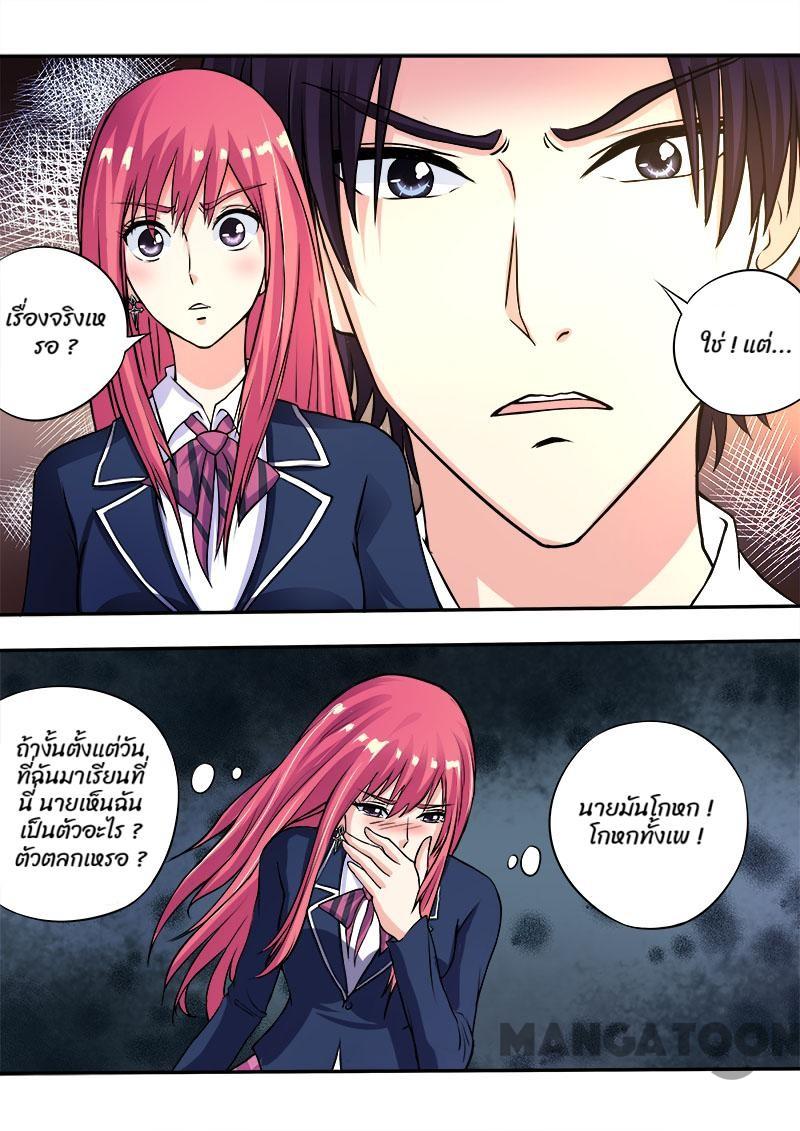 เรื่องจริงเห
รอ ?
ใช่ ! แต่...
ถ้างั้นตั้งแต่วัน
ที่ฉันมาเรียนที่
นี่ นายเห็นฉัน
เป็นตัวอะไร ?
ตัวตลกเหรอ ?
นายมันโกหก !
โกหกทั้งเพ !
MANGATOON